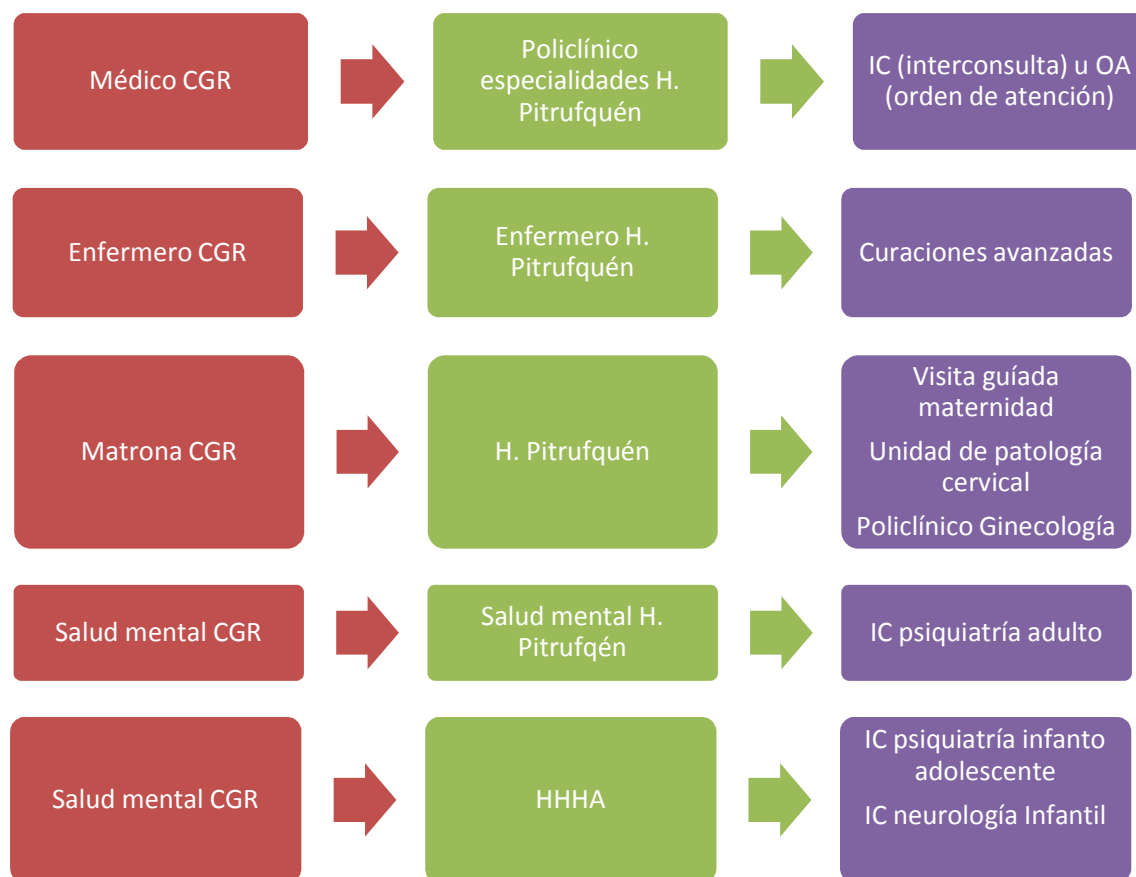 Médico CGR
Policlínico
especialidades H.
Pitrufquén
IC (interconsulta) u OA
(orden de atención)
Enfermero CGR
Enfermero H.
Pitrufquén
Curaciones avanzadas
Matrona CGR
H. Pitrufquén
Visita guíada
maternidad
Unidad de patología
cervical
Policlínico Ginecología
Salud mental CGR
Salud mental H.
Pitrufqén
IC psiquiatría adulto
Salud mental CGR
HHHA
IC psiquiatría infanto
adolescente
IC neurología Infantil